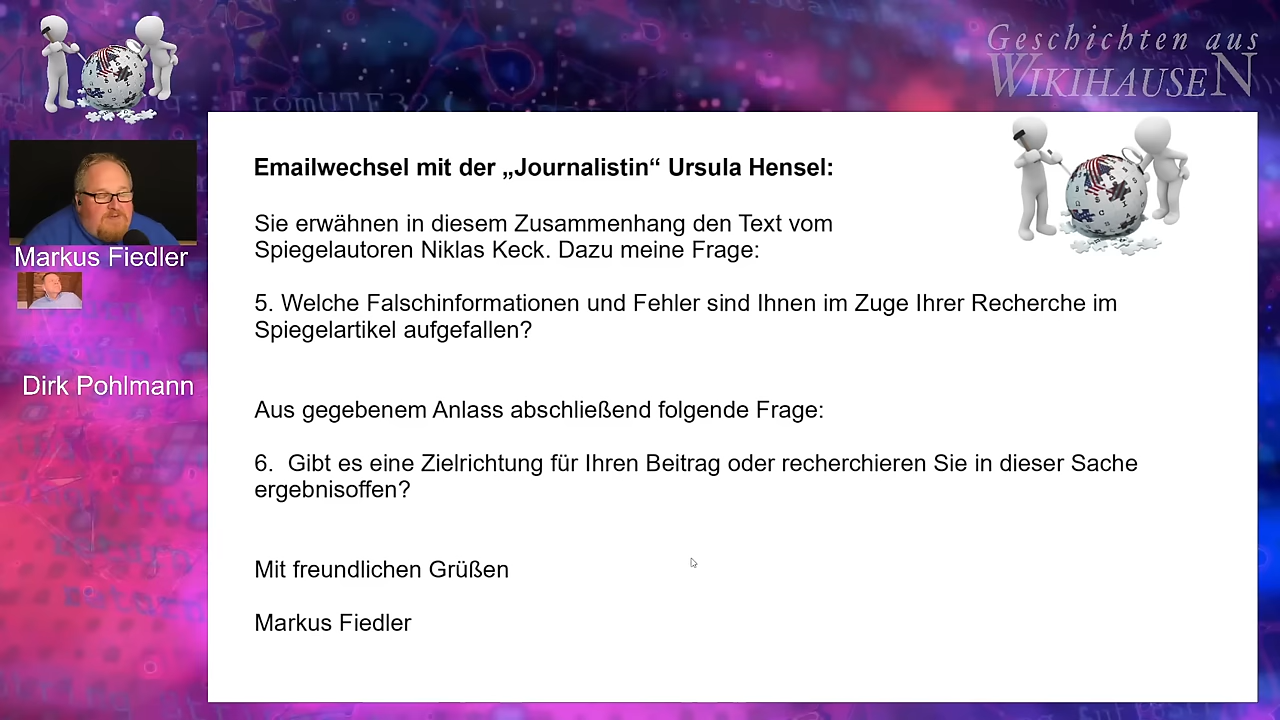 Geschichten aus
WIKIHAUSEN
Markus Fiedler
Dirk Pohlmann
Emailwechsel mit der „Journalistin“ Ursula Hensel:
Sie erwähnen in diesem Zusammenhang den Text vom
Spiegelautoren Niklas Keck. Dazu meine Frage:
5. Welche Falschinformationen und Fehler sind Ihnen im Zuge Ihrer Recherche im
Spiegelartikel aufgefallen?
Aus gegebenem Anlass abschließend folgende Frage:
6. Gibt es eine Zielrichtung für Ihren Beitrag oder recherchieren Sie in dieser Sache
ergebnisoffen?
Mit freundlichen Grüßen
Markus Fiedler